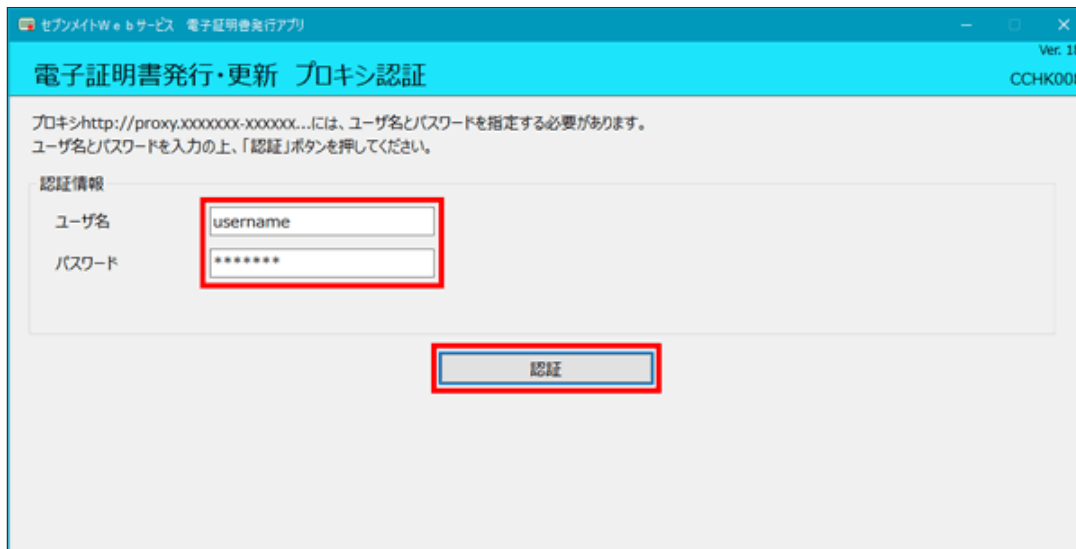 セブンメイトWebサービス 電子証明書発行アプリ
Ver. 18
電子証明書発行・更新 プロキシ認証
CCHK008
プロキシhttp://proxy.xxxxxxx-xxxxxx...には、ユーザ名とパスワードを指定する必要があります。
ユーザ名とパスワードを入力の上、「認証」ボタンを押してください。
認証情報
ユーザ名
username
パスワード
*******
認証